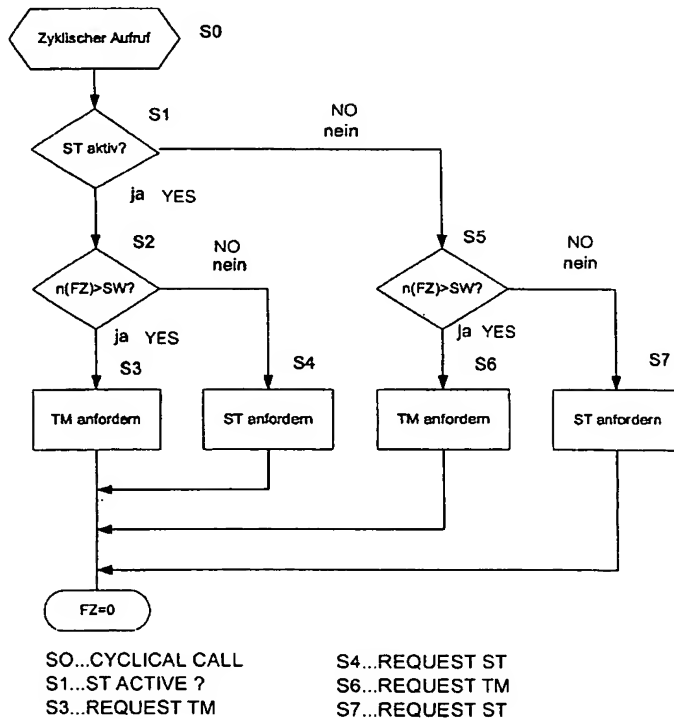 Zyklischer Aufruf
S0
S1
ST aktiv?
NO
nein
ja YES
S2
n(FZ)>SW?
NO
nein
S5
n(FZ)>SW?
NO
nein
ja YES
S3
S4
ja YES
S6
S7
TM anfordern
ST anfordern
TM anfordern
ST anfordern
FZ=0
SO...CYCLICAL CALL
S1...ST ACTIVE ?
S3...REQUEST TM
S4...REQUEST ST
S6...REQUEST TM
S7...REQUEST ST